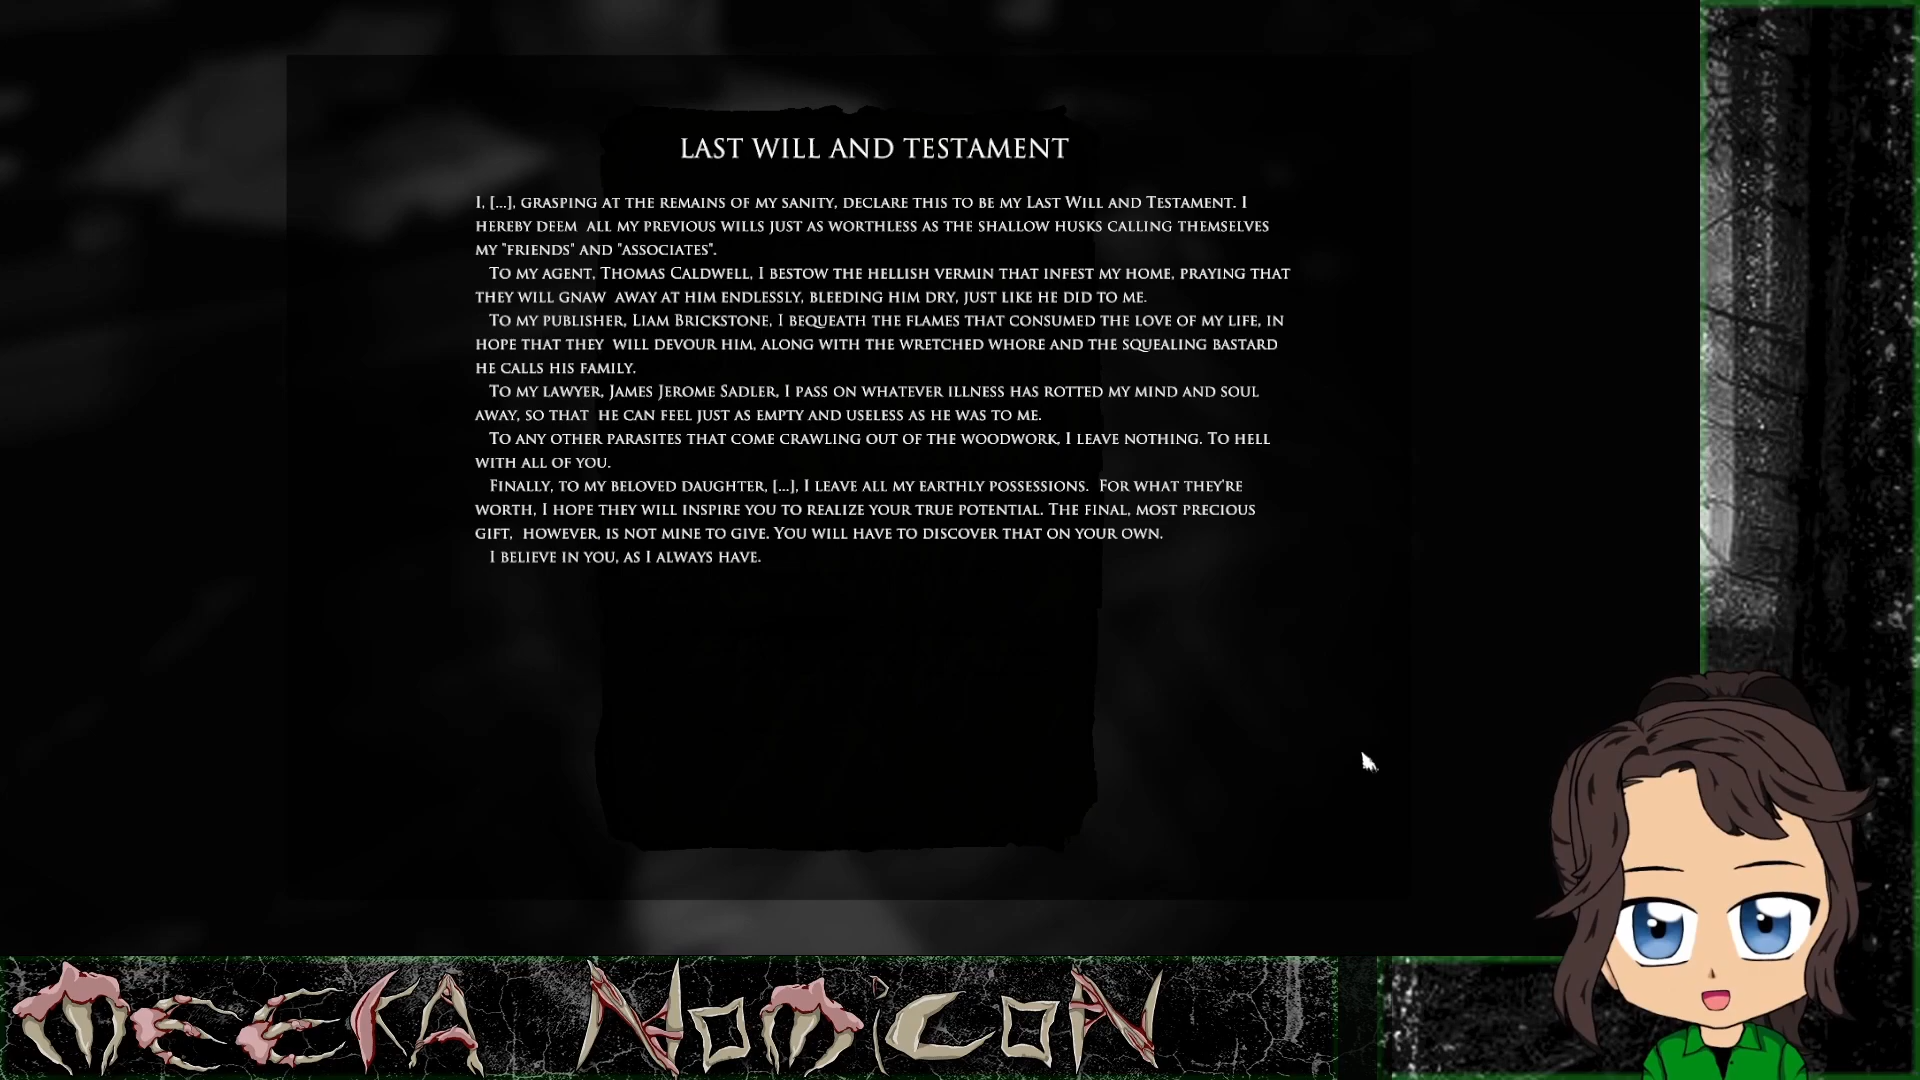 LAST WILL AND TESTAMENT
I, [...], GRASPING AT THE REMAINS OF MY SANITY, DECLARE THIS TO BE MY LAST WILL AND TESTAMENT. I
HEREBY DEEM  ALL MY PREVIOUS WILLS JUST AS WORTHLESS AS THE SHALLOW HUSKS CALLING THEMSELVES
MY "FRIENDS" AND "ASSOCIATES".
TO MY AGENT, THOMAS CALDWELL, I BESTOW THE HELLISH VERMIN THAT INFEST MY HOME, PRAYING THAT
THEY WILL GNAW  AWAY AT HIM ENDLESSLY, BLEEDING HIM DRY, JUST LIKE HE DID TO ME.
TO MY PUBLISHER, LIAM BRICKSTONE, I BEQUEATH THE FLAMES THAT CONSUMED THE LOVE OF MY LIFE, IN
HOPE THAT THEY  WILL DEVOUR HIM, ALONG WITH THE WRETCHED WHORE AND THE SQUEALING BASTARD
HE CALLS HIS FAMILY.
TO MY LAWYER, JAMES JEROME SADLER, I PASS ON WHATEVER ILLNESS HAS ROTTED MY MIND AND SOUL
AWAY, SO THAT  HE CAN FEEL JUST AS EMPTY AND USELESS AS HE WAS TO ME.
TO ANY OTHER PARASITES THAT COME CRAWLING OUT OF THE WOODWORK, I LEAVE NOTHING. TO HELL
WITH ALL OF YOU.
FINALLY, TO MY BELOVED DAUGHTER, [...], I LEAVE ALL MY EARTHLY POSSESSIONS.  FOR WHAT THEY'RE
WORTH, I HOPE THEY WILL INSPIRE YOU TO REALIZE YOUR TRUE POTENTIAL. THE FINAL, MOST PRECIOUS
GIFT,  HOWEVER, IS NOT MINE TO GIVE. YOU WILL HAVE TO DISCOVER THAT ON YOUR OWN.
I BELIEVE IN YOU, AS I ALWAYS HAVE.
MEEKA NOMICON